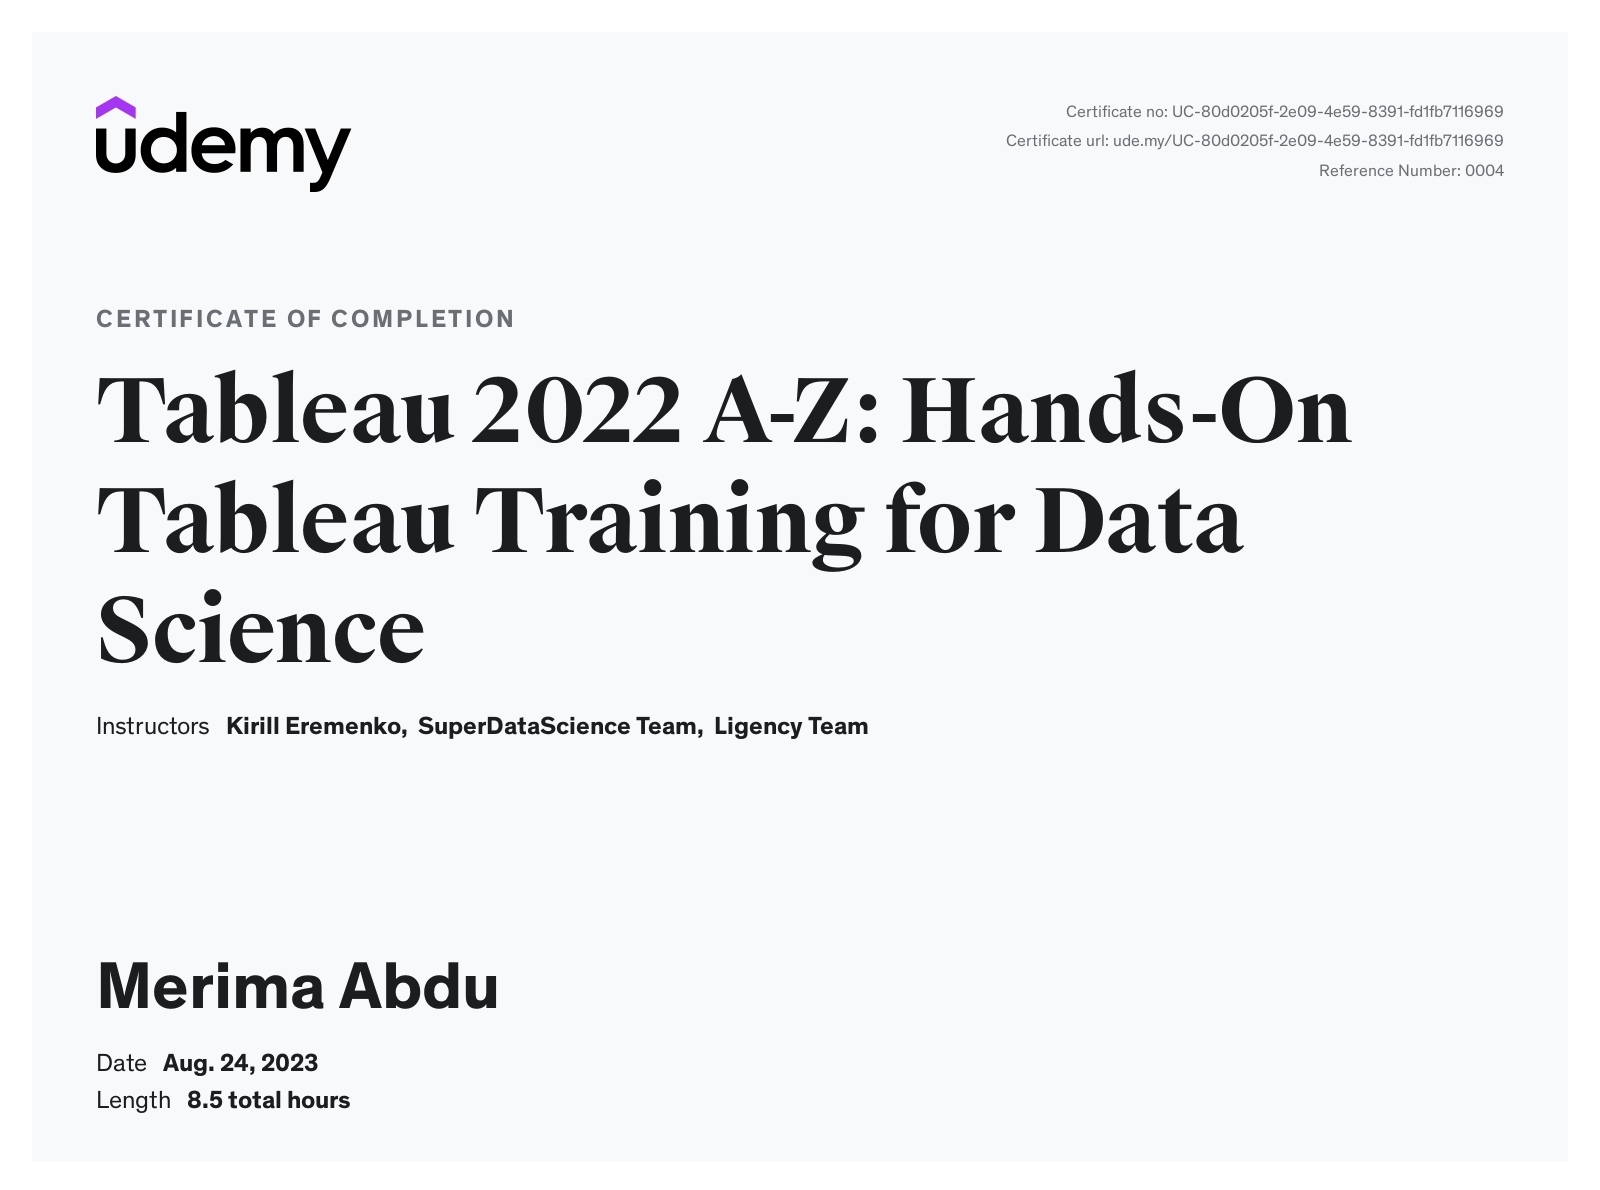 udemy
Certificate no: UC-80d0205f-2e09-4e59-8391-fd1fb7116969
Certificate url: ude.my/UC-80d0205f-2e09-4e59-8391-fd1fb7116969
Reference Number: 0004
CERTIFICATE OF COMPLETION
Tableau 2022 A-Z: Hands-On
Tableau Training for Data
Science
Instructors Kirill Eremenko, SuperDataScience Team, Ligency Team
Merima Abdu
Date Aug. 24, 2023
Length 8.5 total hours